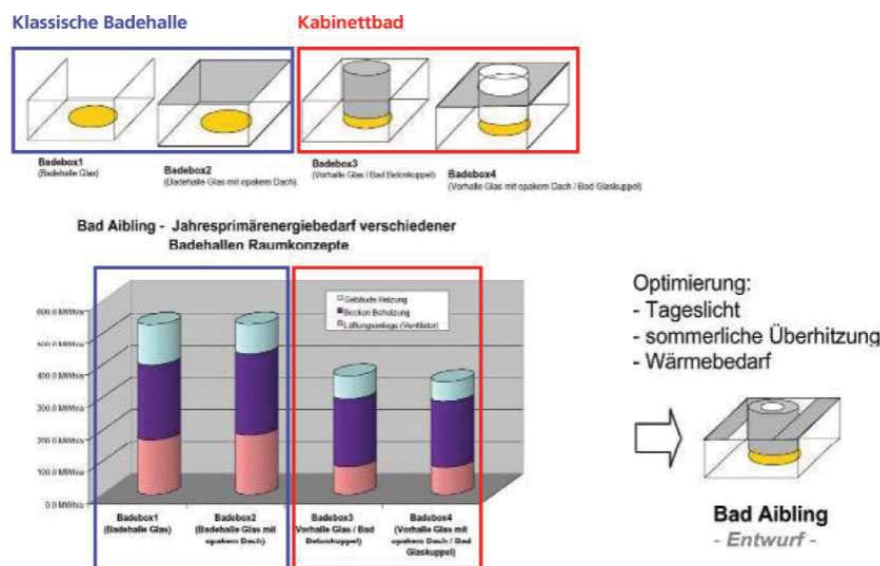 Klassische Badehalle
Kabinettbad
Badebox1
(Badehalle Glas)
Badebox2
(Badehalle Glas mit opakem Dach)
Badebox3
(Vorhalle Glas / Bad Betonkuppel)
Badebox4
(Vorhalle Glas mit opakem Dach / Bad Glaskuppel)
Bad Aibling - Jahresprimärenergiebedarf verschiedener
Badehallen Raumkonzepte
Gebäude Heizung
Becken Beheizung
Lüftungsanlage (Ventilator)
600.0 MWh/a
500.0 MWh/a
400.0 MWh/a
300.0 MWh/a
200.0 MWh/a
100.0 MWh/a
0.0 MWh/a
Badebox1
(Badehalle Glas)
Badebox2
(Badehalle Glas mit
opakem Dach)
Badebox3
Vorhalle Glas / Bad
Betonkuppel)
Badebox4
(Vorhalle Glas mit
opakem Dach / Bad
Glaskuppel)
Optimierung:
- Tageslicht
- sommerliche Überhitzung
- Wärmebedarf
Bad Aibling
- Entwurf -